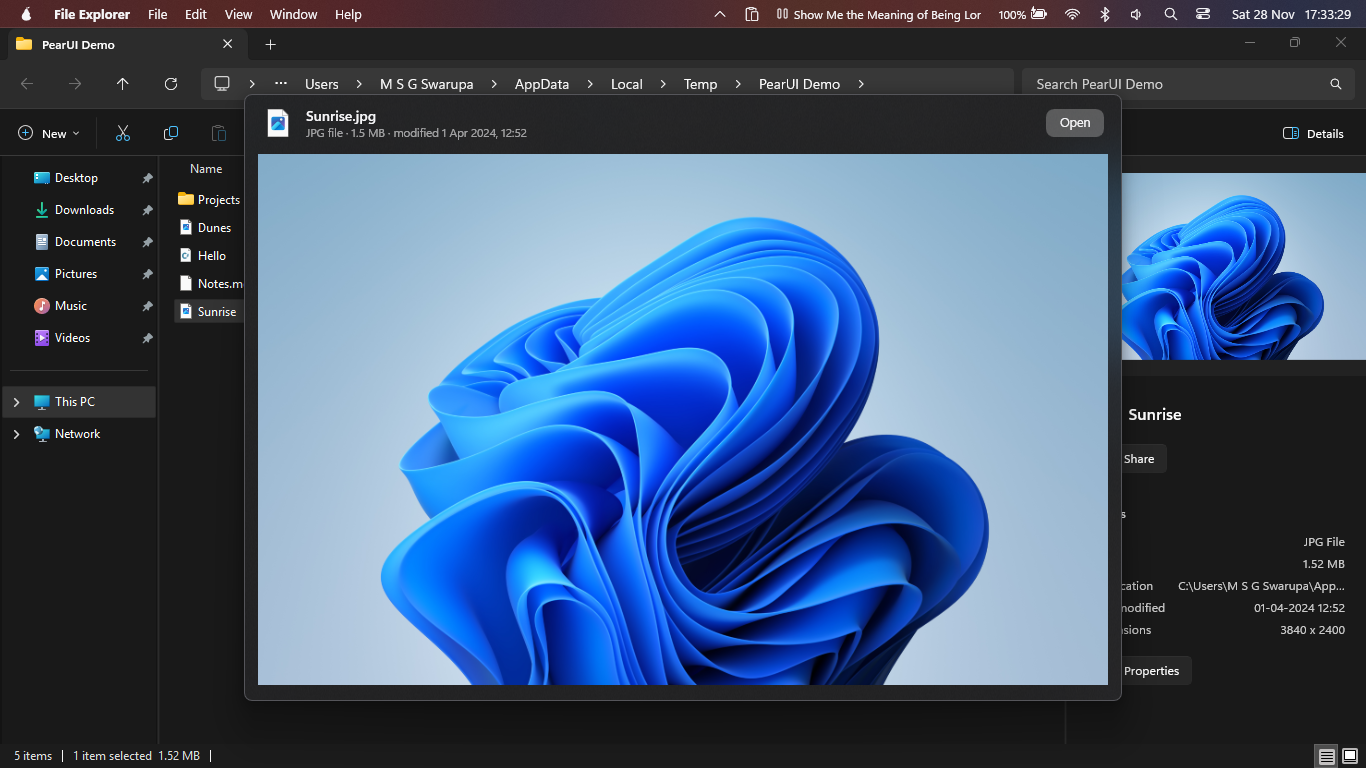 File Explorer File Edit View Window Help
Show Me the Meaning of Being Lor 100% Sat 28 Nov 17:33:29
PearUI Demo
Users M S G Swarupa AppData Local Temp PearUI Demo
Search PearUI Demo
New
Details
Sunrise.jpg
JPG file · 1.5 MB · modified 1 Apr 2024, 12:52
Open
Desktop
Downloads
Documents
Pictures
Music
Videos
This PC
Network
Name
Projects
Dunes
Hello
Notes.m
Sunrise
Sunrise
Share
s
JPG File
1.52 MB
cation C:\Users\M S G Swarupa\App...
modified 01-04-2024 12:52
sions 3840 x 2400
Properties
5 items 1 item selected 1.52 MB